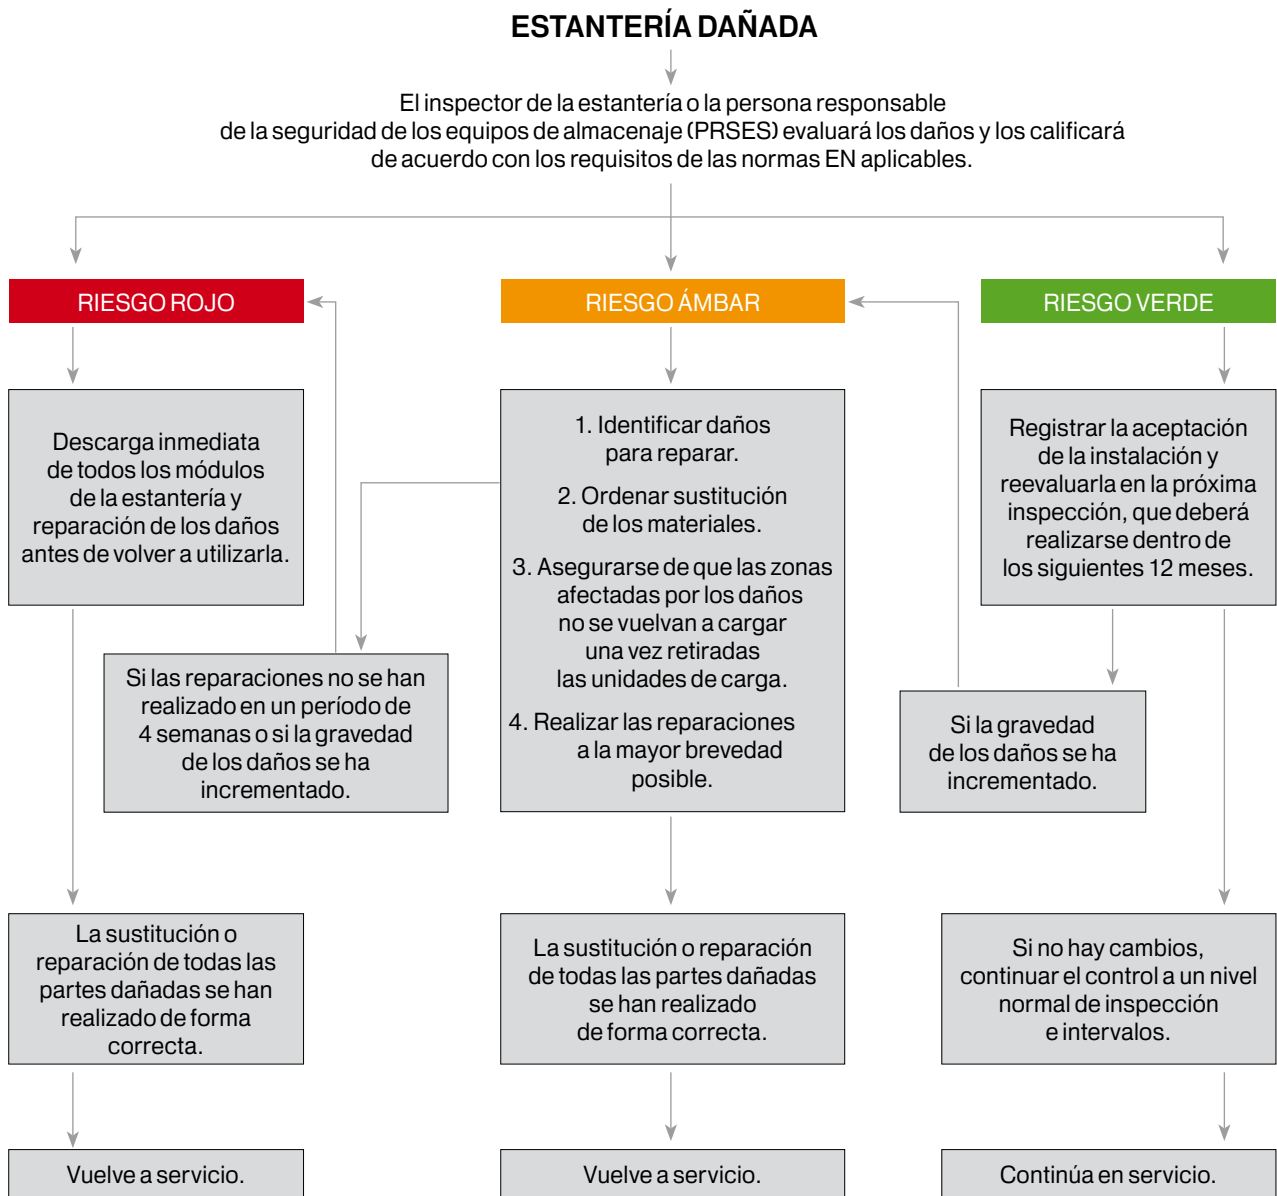 ESTANTERÍA DAÑADA
El inspector de la estantería o la persona responsable
de la seguridad de los equipos de almacenaje (PRSES) evaluará los daños y los calificará
de acuerdo con los requisitos de las normas EN aplicables.
RIESGO ROJO
RIESGO ÁMBAR
RIESGO VERDE
Descarga inmediata
de todos los módulos
de la estantería y
reparación de los daños
antes de volver a utilizarla.
1. Identificar daños
para reparar.
2. Ordenar sustitución
de los materiales.
3. Asegurarse de que las zonas
afectadas por los daños
no se vuelvan a cargar
una vez retiradas
las unidades de carga.
4. Realizar las reparaciones
a la mayor brevedad
posible.
Registrar la aceptación
de la instalación y
reevaluarla en la próxima
inspección, que deberá
realizarse dentro de
los siguientes 12 meses.
Si las reparaciones no se han
realizado en un período de
4 semanas o si la gravedad
de los daños se ha
incrementado.
Si la gravedad
de los daños se ha
incrementado.
La sustitución o
reparación de todas las
partes dañadas se han
realizado de forma
correcta.
La sustitución o reparación
de todas las partes dañadas
se han realizado
de forma correcta.
Si no hay cambios,
continuar el control a un nivel
normal de inspección
e intervalos.
Vuelve a servicio.
Vuelve a servicio.
Continúa en servicio.